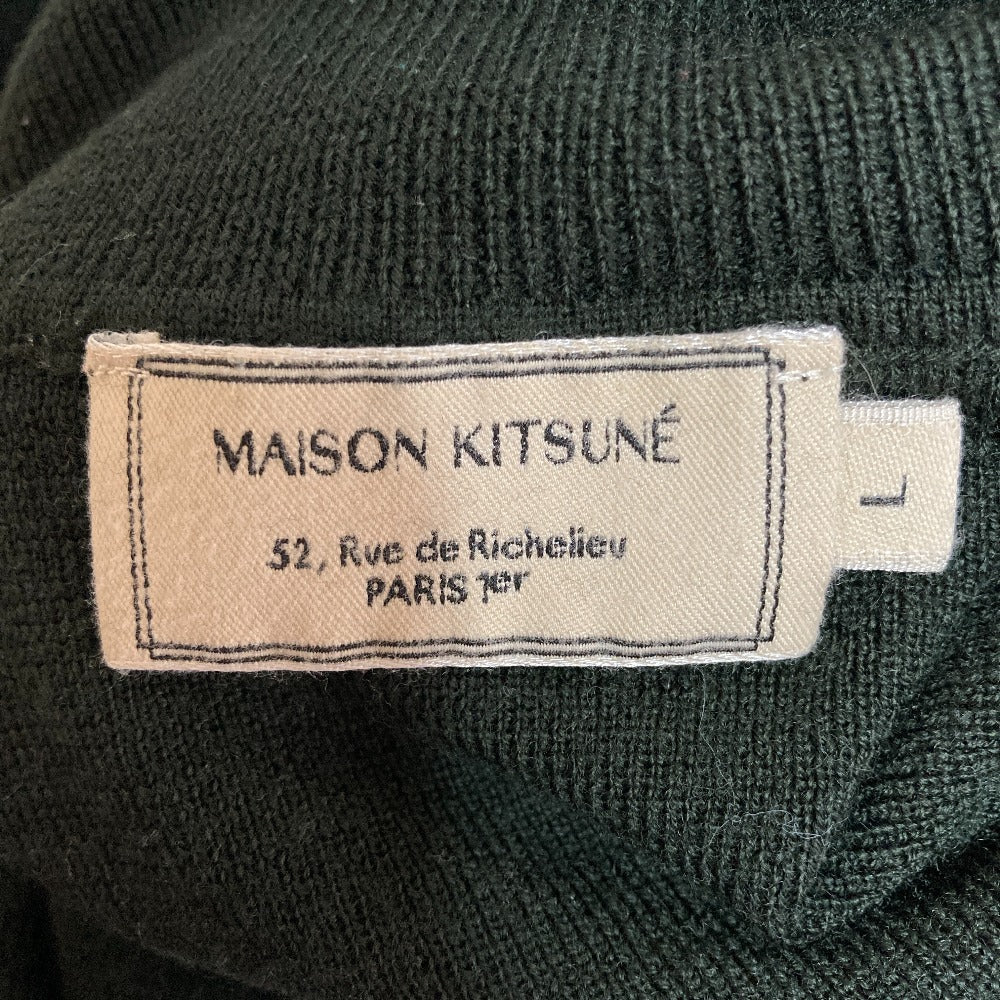 MAISON KITSUNÉ
52, Rue de Richelieu
PARIS 1er
L